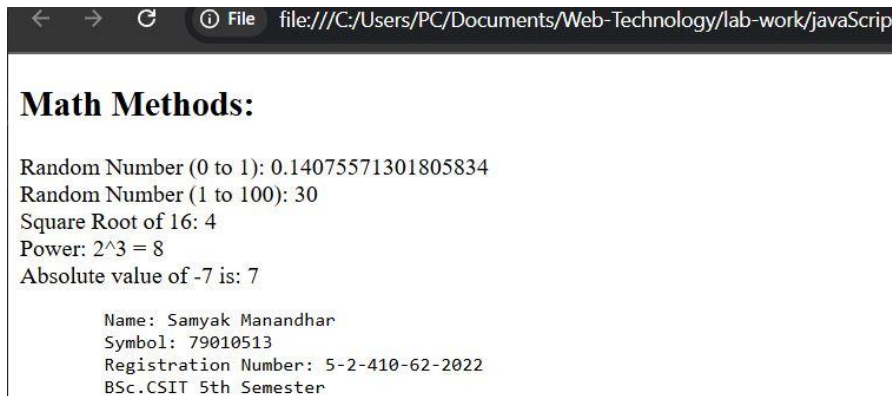 File file:///C:/Users/PC/Documents/Web-Technology/lab-work/javaScrip
Math Methods:
Random Number (0 to 1): 0.14075571301805834
Random Number (1 to 100): 30
Square Root of 16: 4
Power: 2^3 = 8
Absolute value of -7 is: 7
Name: Samyak Manandhar
Symbol: 79010513
Registration Number: 5-2-410-62-2022
BSc.CSIT 5th Semester